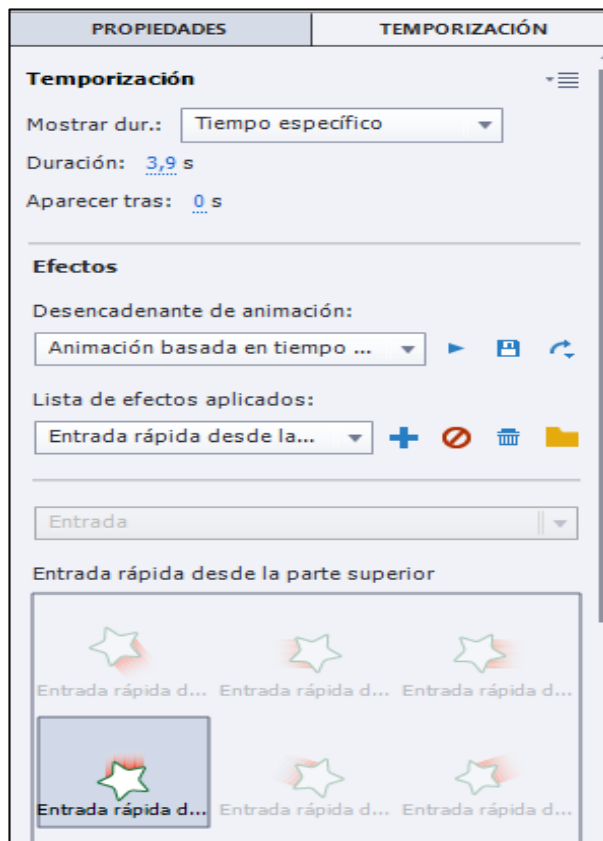 PROPIEDADES
TEMPORIZACIÓN
Temporización
Mostrar dur.: Tiempo específico
Duración: 3,9 s
Aparecer tras: 0 s
Efectos
Desencadenante de animación:
Animación basada en tiempo ...
Lista de efectos aplicados:
Entrada rápida desde la...
Entrada
Entrada rápida desde la parte superior
Entrada rápida d... Entrada rápida d... Entrada rápida d...
Entrada rápida d... Entrada rápida d... Entrada rápida d...